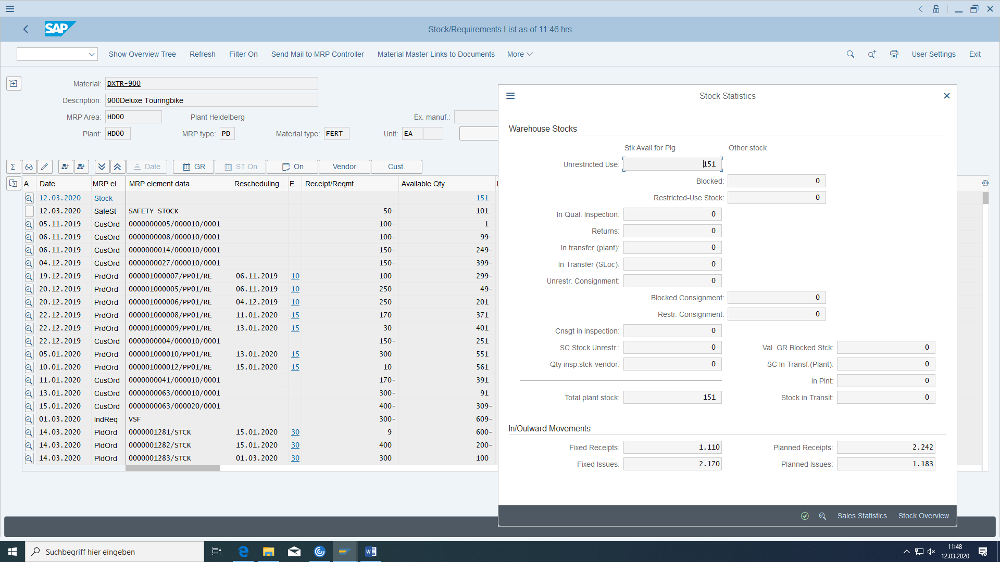 SAP
Stock/Requirements List as of 11:46 hrs
Show Overview Tree Refresh Filter On Send Mail to MRP Controller Material Master Links to Documents More User Settings Exit
Material: DXTR-900
Description: 900Deluxe Touringbike
MRP Area: HD00 Plant Heidelberg Ex. manuf.:
Plant: HD00 MRP type: PD Material type: FERT Unit: EA
Σ Date GR ST On On Vendor Cust.
A... Date MRP el... MRP element data Rescheduling... E... Receipt/Reqmt Available Qty
12.03.2020 Stock 151
12.03.2020 SafeSt SAFETY STOCK 50- 101
05.11.2019 CusOrd 0000000005/000010/0001 100- 1
06.11.2019 CusOrd 0000000008/000010/0001 100- 99-
06.11.2019 CusOrd 0000000014/000010/0001 150- 249-
04.12.2019 CusOrd 0000000027/000010/0001 150- 399-
19.12.2019 PrdOrd 000001000007/PP01/RE 06.11.2019 10 100 299-
20.12.2019 PrdOrd 000001000005/PP01/RE 06.11.2019 10 250 49-
20.12.2019 PrdOrd 000001000006/PP01/RE 04.12.2019 10 250 201
22.12.2019 PrdOrd 000001000008/PP01/RE 11.01.2020 15 170 371
22.12.2019 PrdOrd 000001000009/PP01/RE 13.01.2020 15 30 401
22.12.2019 CusOrd 0000000004/000010/0001 150- 251
05.01.2020 PrdOrd 000001000010/PP01/RE 13.01.2020 15 300 551
10.01.2020 PrdOrd 000001000012/PP01/RE 15.01.2020 15 10 561
11.01.2020 CusOrd 0000000041/000010/0001 170- 391
13.01.2020 CusOrd 0000000063/000010/0001 300- 91
15.01.2020 CusOrd 0000000063/000020/0001 400- 309-
01.03.2020 IndReq VSF 300- 609-
14.03.2020 PldOrd 0000001281/STCK 15.01.2020 30 9 600-
14.03.2020 PldOrd 0000001282/STCK 15.01.2020 30 400 200-
14.03.2020 PldOrd 0000001283/STCK 01.03.2020 30 300 100
Stock Statistics
Warehouse Stocks
Stk Avail.for Plg Other stock
Unrestricted Use: 151
Blocked: 0
Restricted-Use Stock: 0
In Qual. Inspection: 0
Returns: 0
In transfer (plant): 0
In Transfer (SLoc): 0
Unrestr. Consignment: 0
Blocked Consignment: 0
Restr. Consignment: 0
Cnsgt in Inspection: 0
SC Stock Unrestr.: 0 Val. GR Blocked Stck: 0
Qty insp.stck-vendor: 0 SC In Transf.(Plant): 0
In Plnt: 0
Total plant stock: 151 Stock in Transit: 0
In/Outward Movements
Fixed Receipts: 1.110 Planned Receipts: 2.242
Fixed Issues: 2.170 Planned Issues: 1.183
.
Sales Statistics Stock Overview
Suchbegriff hier eingeben
11:48
12.03.2020